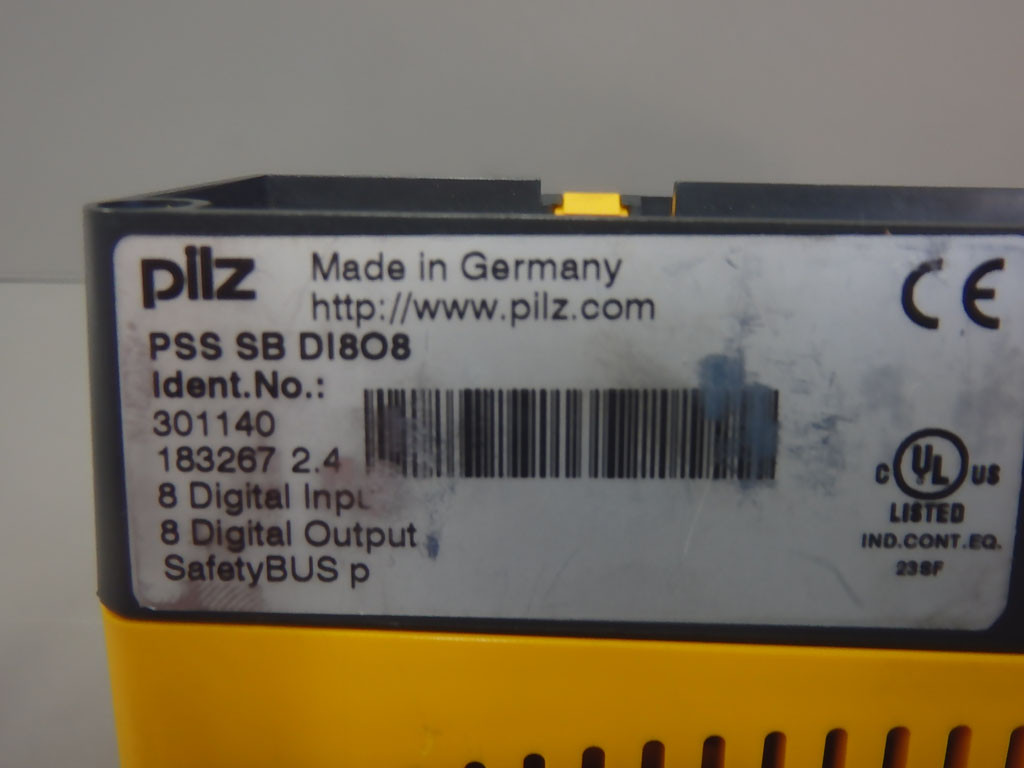 pilz
Made in Germany
http://www.pilz.com
CE
PSS SB DI8O8
Ident.No.:
301140
183267 2.4
8 Digital Inpu
8 Digital Output
SafetyBUS p
C UL US
LISTED
IND.CONT.EQ.
238F